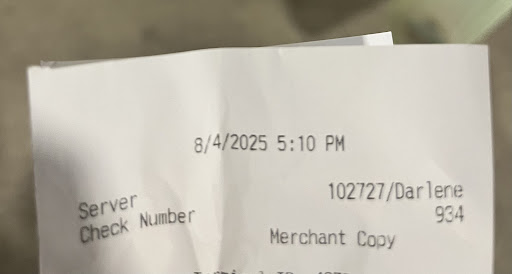 8/4/2025 5:10 PM
Server 102727/Darlene
Check Number 934
Merchant Copy